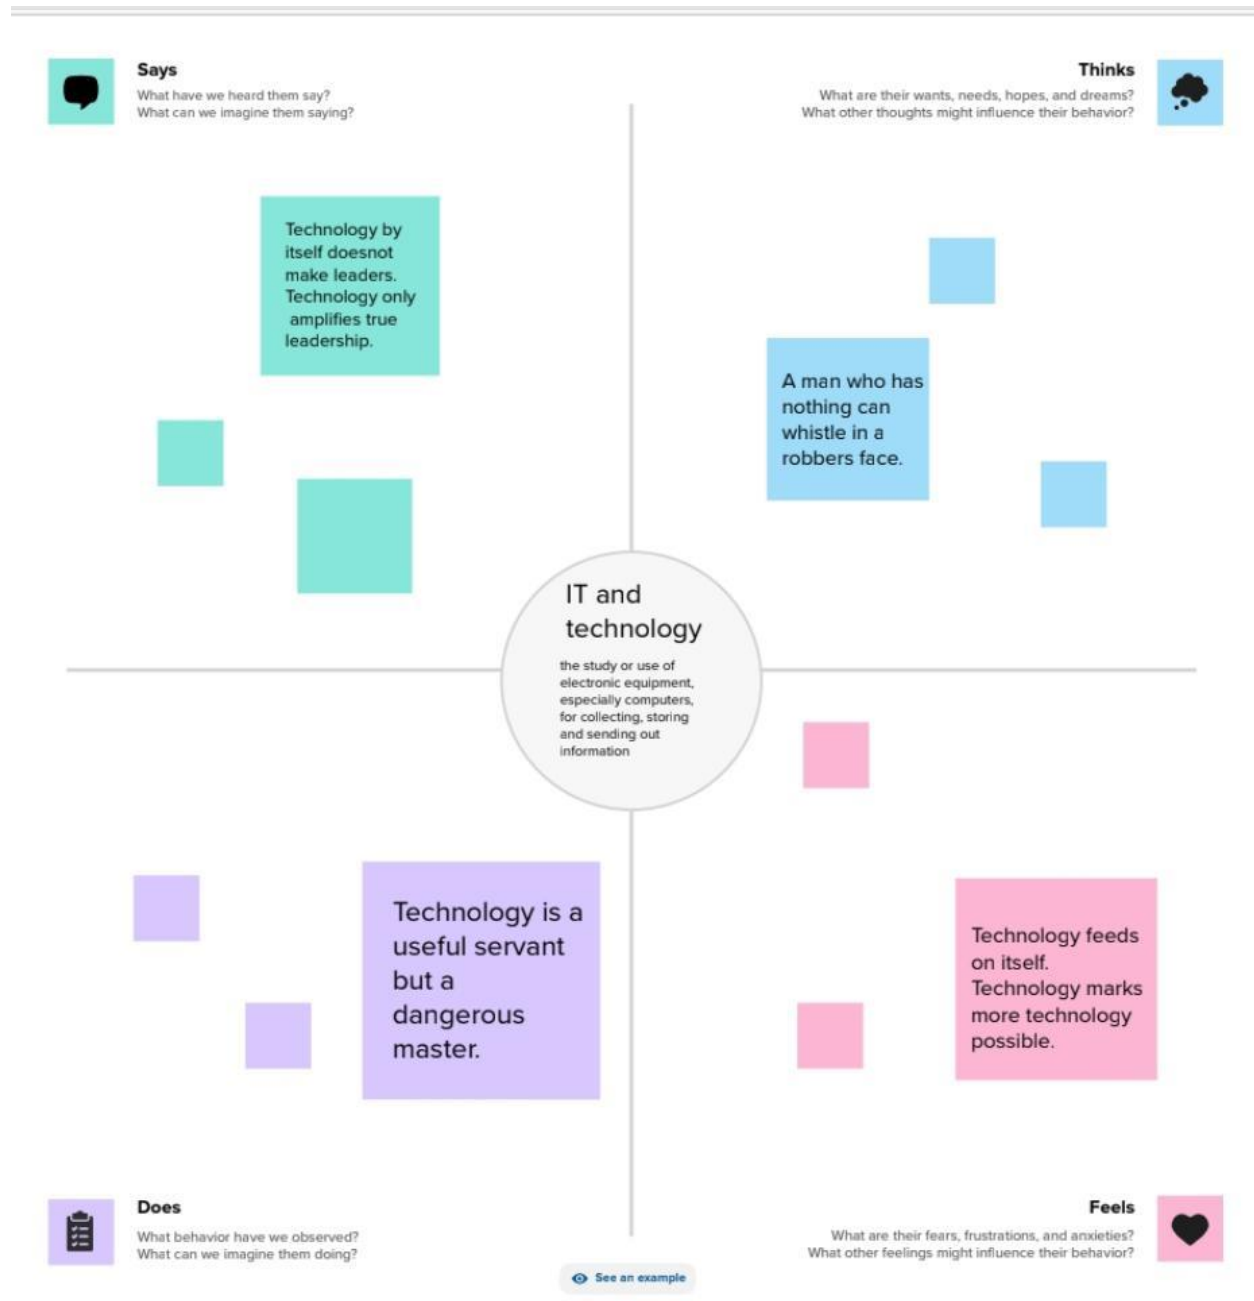 Says
What have we heard them say?
What can we imagine them saying?
Thinks
What are their wants, needs, hopes, and dreams?
What other thoughts might influence their behavior?
Technology by
itself doesnot
make leaders.
Technology only
amplifies true
leadership.
A man who has
nothing can
whistle in a
robbers face.
IT and
technology
the study or use of
electronic equipment,
especially computers,
for collecting, storing
and sending out
information
Technology is a
useful servant
but a
dangerous
master.
Technology feeds
on itself.
Technology marks
more technology
possible.
Does
What behavior have we observed?
What can we imagine them doing?
Feels
What are their fears, frustrations, and anxieties?
What other feelings might influence their behavior?
See an example